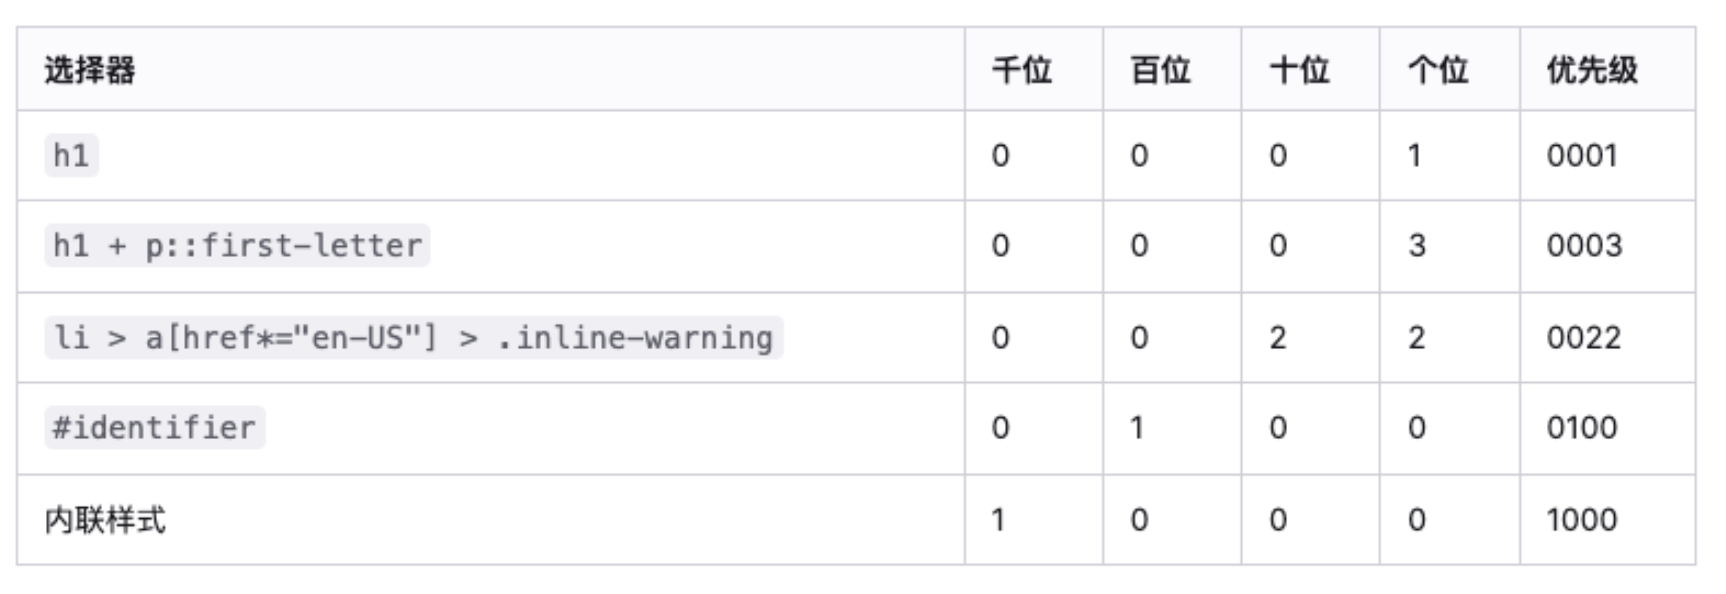 选择器 千位 百位 十位 个位 优先级
h1 0 0 0 1 0001
h1 + p::first-letter 0 0 0 3 0003
li > a[href*="en-US"] > .inline-warning 0 0 2 2 0022
#identifier 0 1 0 0 0100
内联样式 1 0 0 0 1000